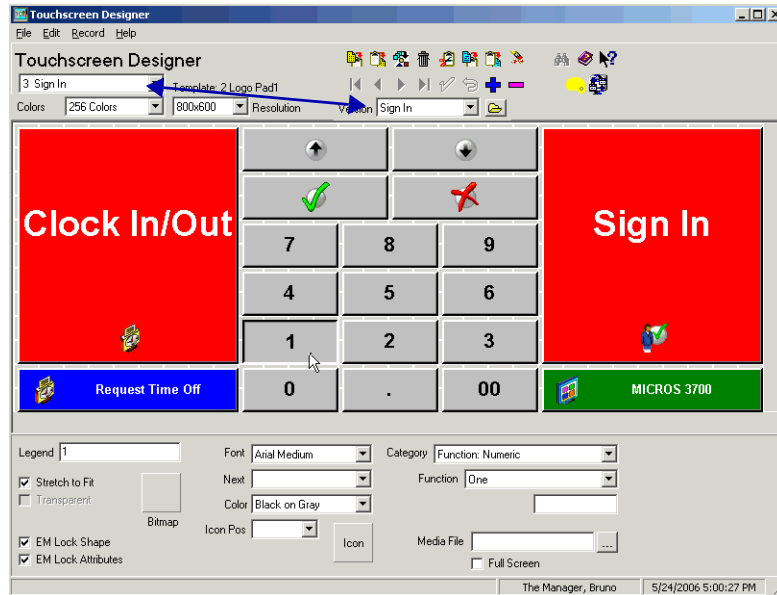 Touchscreen Designer
File Edit Record Help
Touchscreen Designer
3 Sign In
Template: 2 Logo Pad1
Colors 256 Colors 800x600 Resolution Version Sign In
Clock In/Out
Sign In
7 8 9
4 5 6
1 2 3
Request Time Off 0 . 00 MICROS 3700
Legend 1 Font Arial Medium Category Function: Numeric
Stretch to Fit Next Function One
Transparent Color Black on Gray
Bitmap Icon Pos
EM Lock Shape Icon Media File ...
EM Lock Attributes Full Screen
The Manager, Bruno 5/24/2006 5:00:27 PM